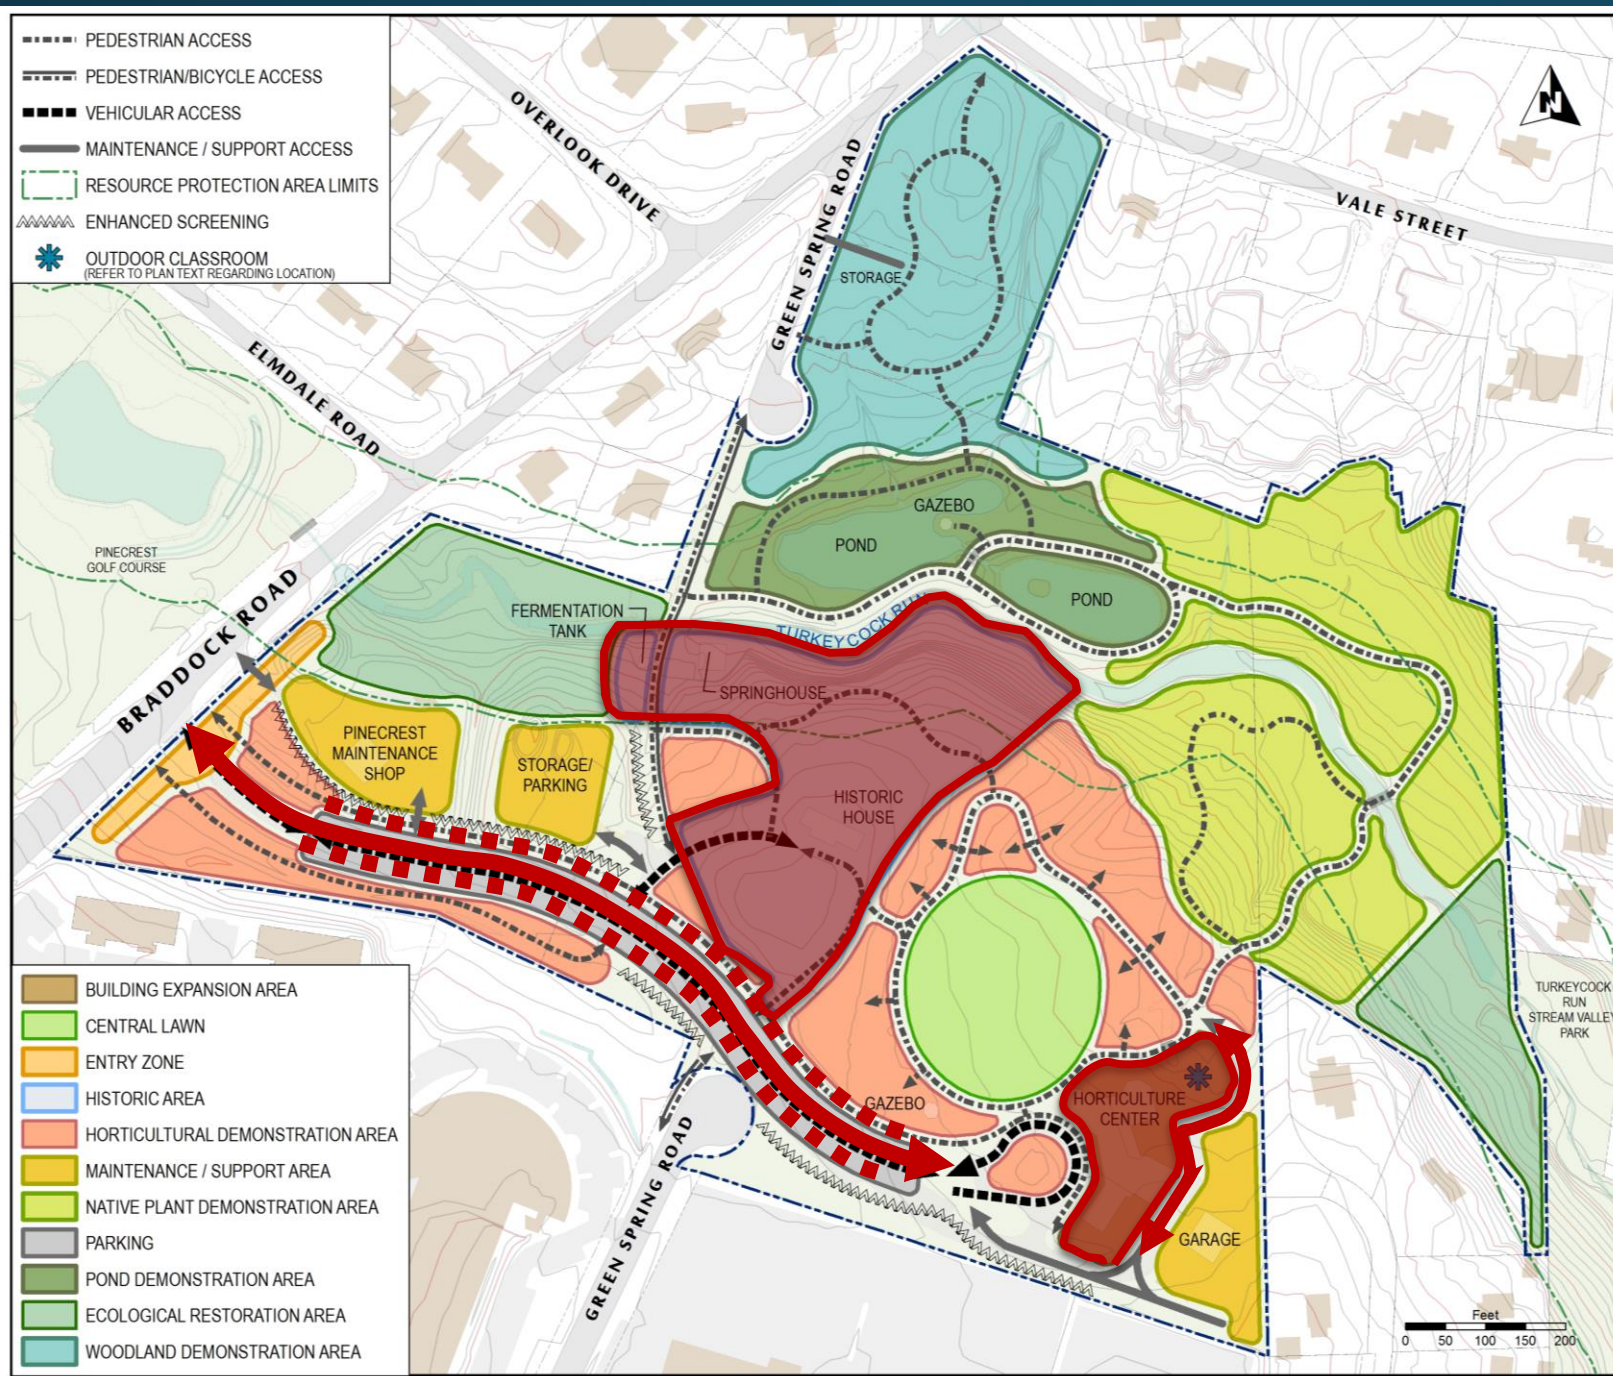 PEDESTRIAN ACCESS
PEDESTRIAN/BICYCLE ACCESS
VEHICULAR ACCESS
MAINTENANCE / SUPPORT ACCESS
RESOURCE PROTECTION AREA LIMITS
ENHANCED SCREENING
OUTDOOR CLASSROOM
(REFER TO PLAN TEXT REGARDING LOCATION)
N
OVERLOOK DRIVE
GREEN SPRING ROAD
VALE STREET
STORAGE
ELMDALE ROAD
PINECREST
GOLF COURSE
BRADDOCK ROAD
GAZEBO
POND
POND
FERMENTATION
TANK
TURKEYCOCK RUN
SPRINGHOUSE
PINECREST
MAINTENANCE
SHOP
STORAGE/
PARKING
HISTORIC
HOUSE
TURKEYCOCK
RUN
STREAM VALLEY
PARK
GAZEBO
HORTICULTURE
CENTER
GREEN SPRING ROAD
GARAGE
BUILDING EXPANSION AREA
CENTRAL LAWN
ENTRY ZONE
HISTORIC AREA
HORTICULTURAL DEMONSTRATION AREA
MAINTENANCE / SUPPORT AREA
NATIVE PLANT DEMONSTRATION AREA
PARKING
POND DEMONSTRATION AREA
ECOLOGICAL RESTORATION AREA
WOODLAND DEMONSTRATION AREA
Feet
0 50 100 150 200